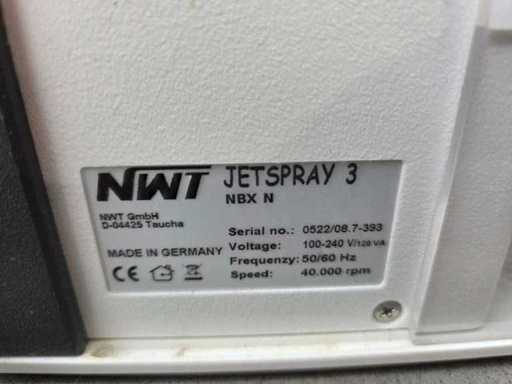 NWT JETSPRAY 3
NBX N
NWT GmbH
D-04425 Taucha
Serial no.: 0522/08.7-393
MADE IN GERMANY
Voltage: 100-240 V/120 VA
Frequenzy: 50/60 Hz
CE
Speed: 40.000 rpm